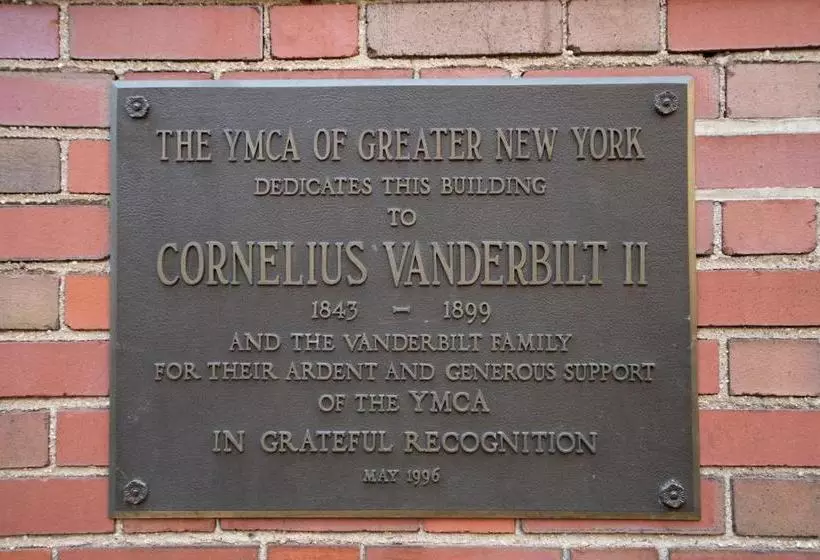 THE YMCA OF GREATER NEW YORK
DEDICATES THIS BUILDING
TO
CORNELIUS VANDERBILT II
1843 – 1899
AND THE VANDERBILT FAMILY
FOR THEIR ARDENT AND GENEROUS SUPPORT
OF THE YMCA
IN GRATEFUL RECOGNITION
MAY 1996